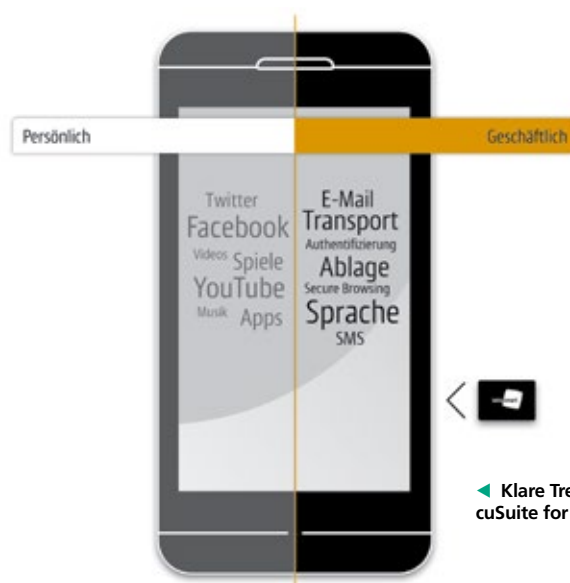 Persönlich
Geschäftlich
Twitter
Facebook
Videos Spiele
YouTube
Musik Apps
E-Mail
Transport
Authentifizierung
Ablage
Secure Browsing
Sprache
SMS
◀ Klare Tre
cuSuite for